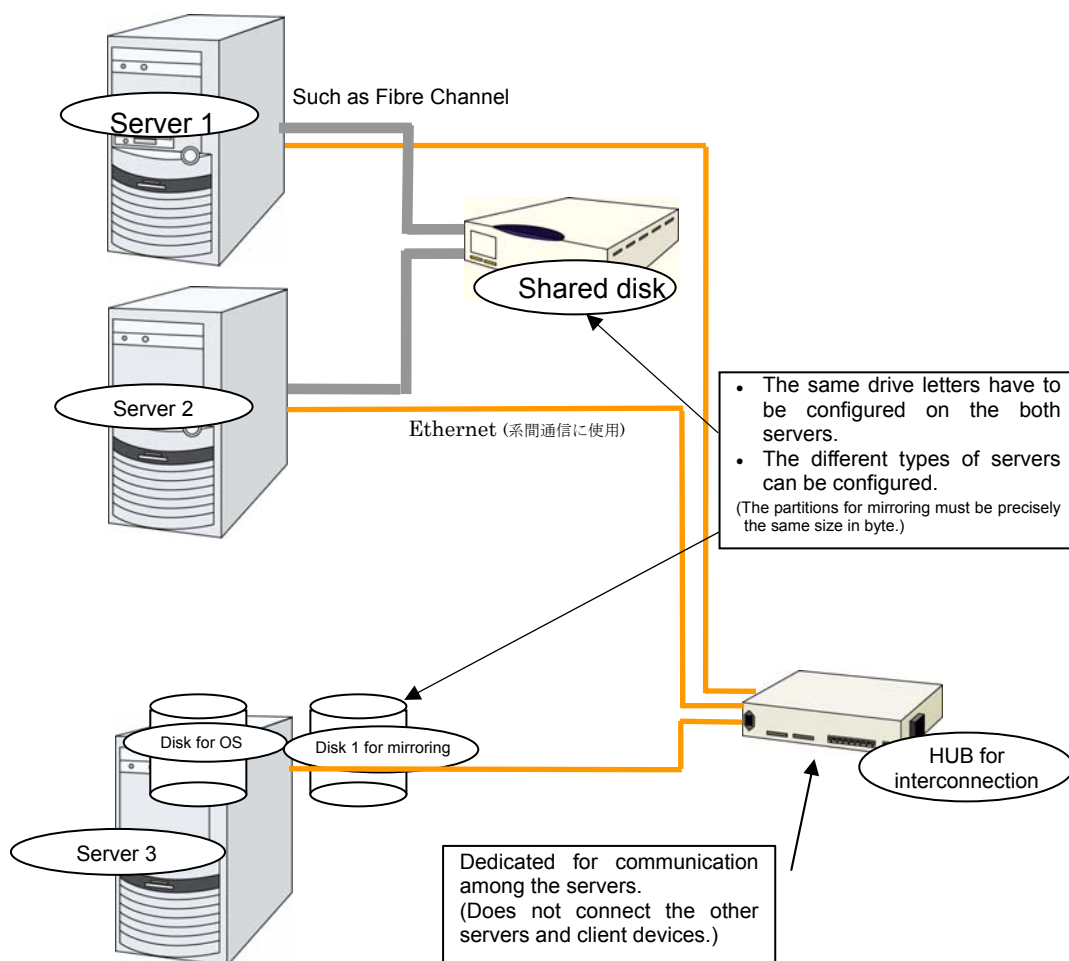 Such as Fibre Channel
Server 1
Shared disk
Server 2
Ethernet (系間通信に使用)
• The same drive letters have to
be configured on the both
servers.
• The different types of servers
can be configured.
(The partitions for mirroring must be precisely
the same size in byte.)
Disk for OS
Disk 1 for mirroring
HUB for
interconnection
Server 3
Dedicated for communication
among the servers.
(Does not connect the other
servers and client devices.)